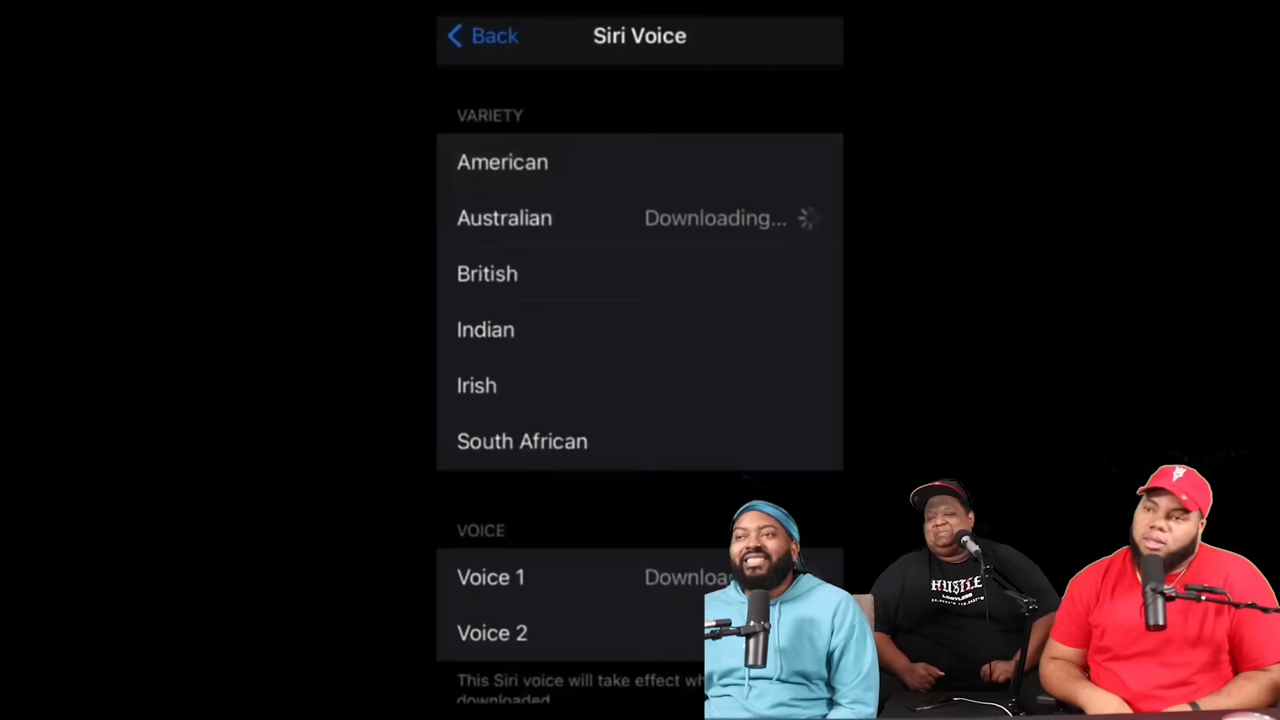 Back
Siri Voice
VARIETY
American
Australian
Downloading...
British
Indian
Irish
South African
VOICE
Voice 1
Voice 2
This Siri voice will take effect
downloaded
HUSTLE